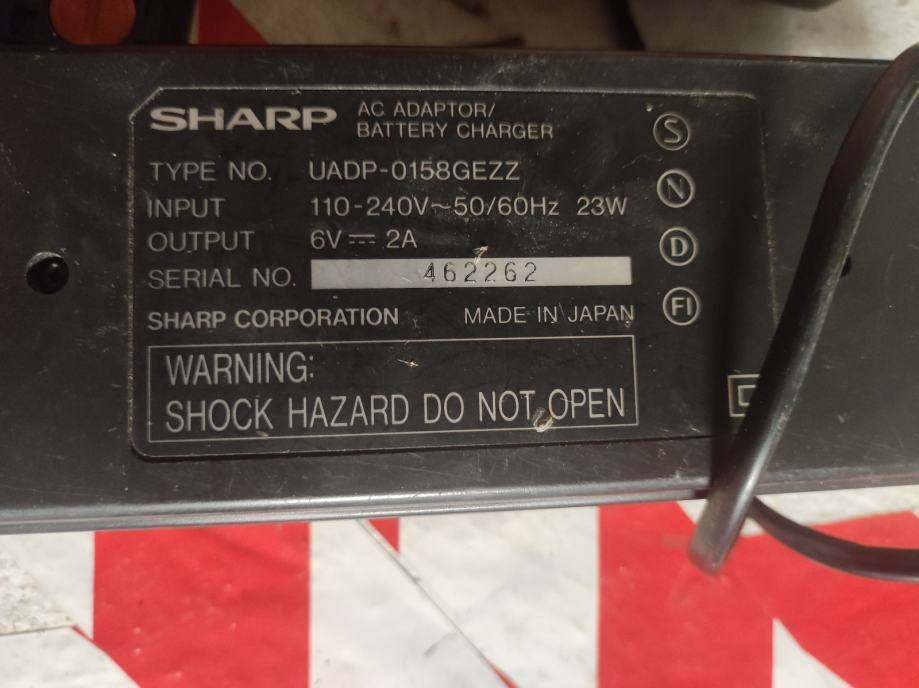 SHARP AC ADAPTOR/
BATTERY CHARGER
TYPE NO. UADP-0158GEZZ
INPUT 110-240V~50/60Hz 23W
OUTPUT 6V⎓ 2A
SERIAL NO. 462262
SHARP CORPORATION MADE IN JAPAN
WARNING:
SHOCK HAZARD DO NOT OPEN
S
N
D
FI